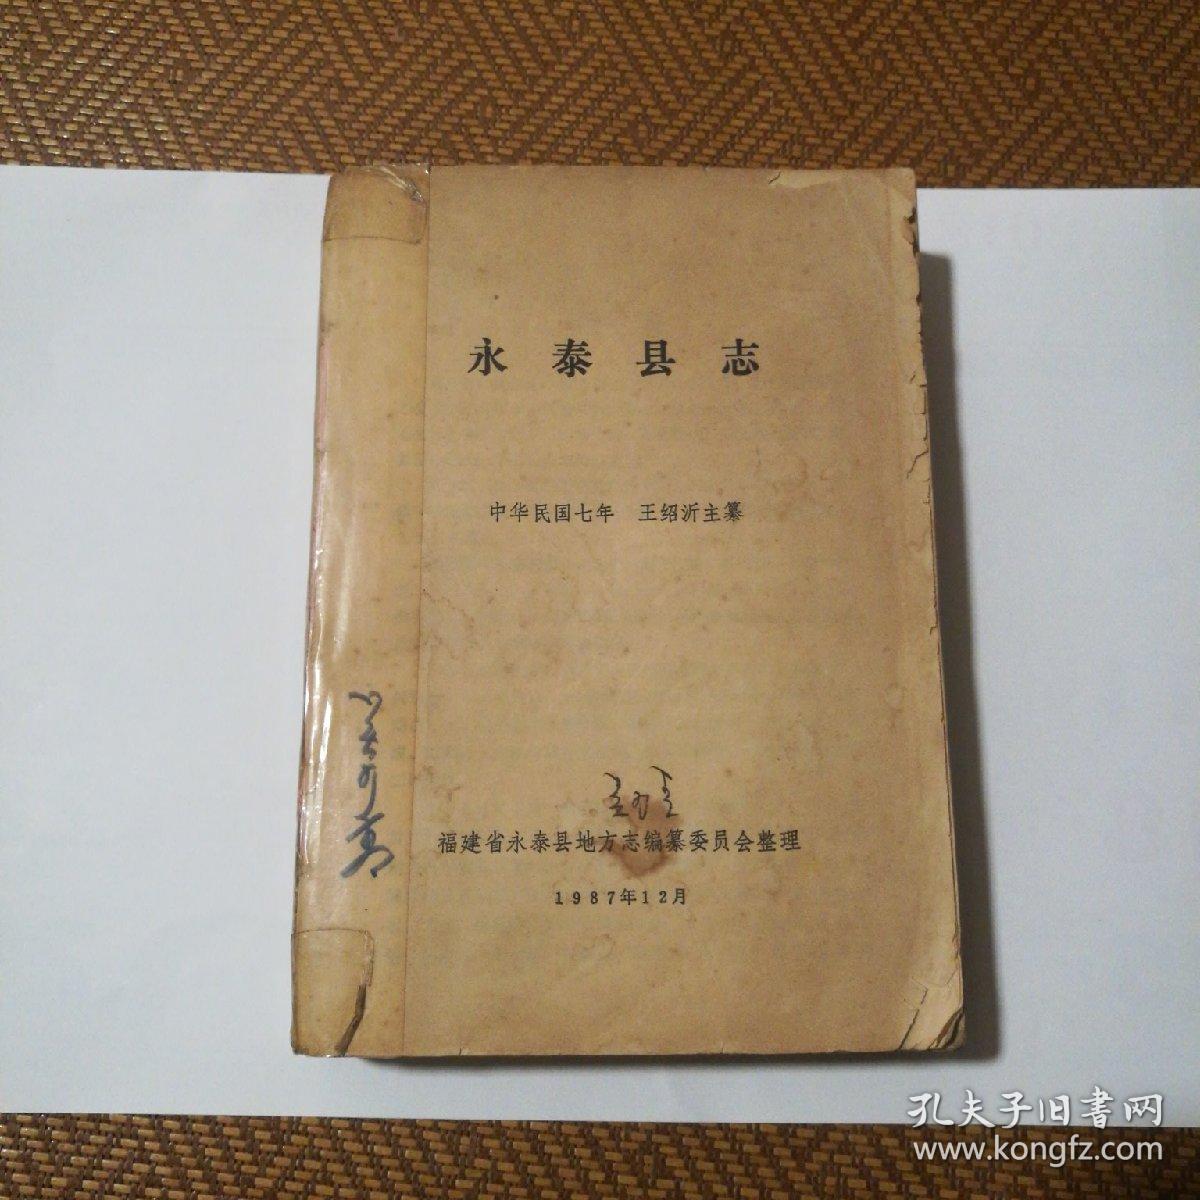 永泰县志
中华民国七年 王绍沂主纂
福建省永泰县地方志编纂委员会整理
1987年12月
孔夫子旧书网
www.kongfz.com